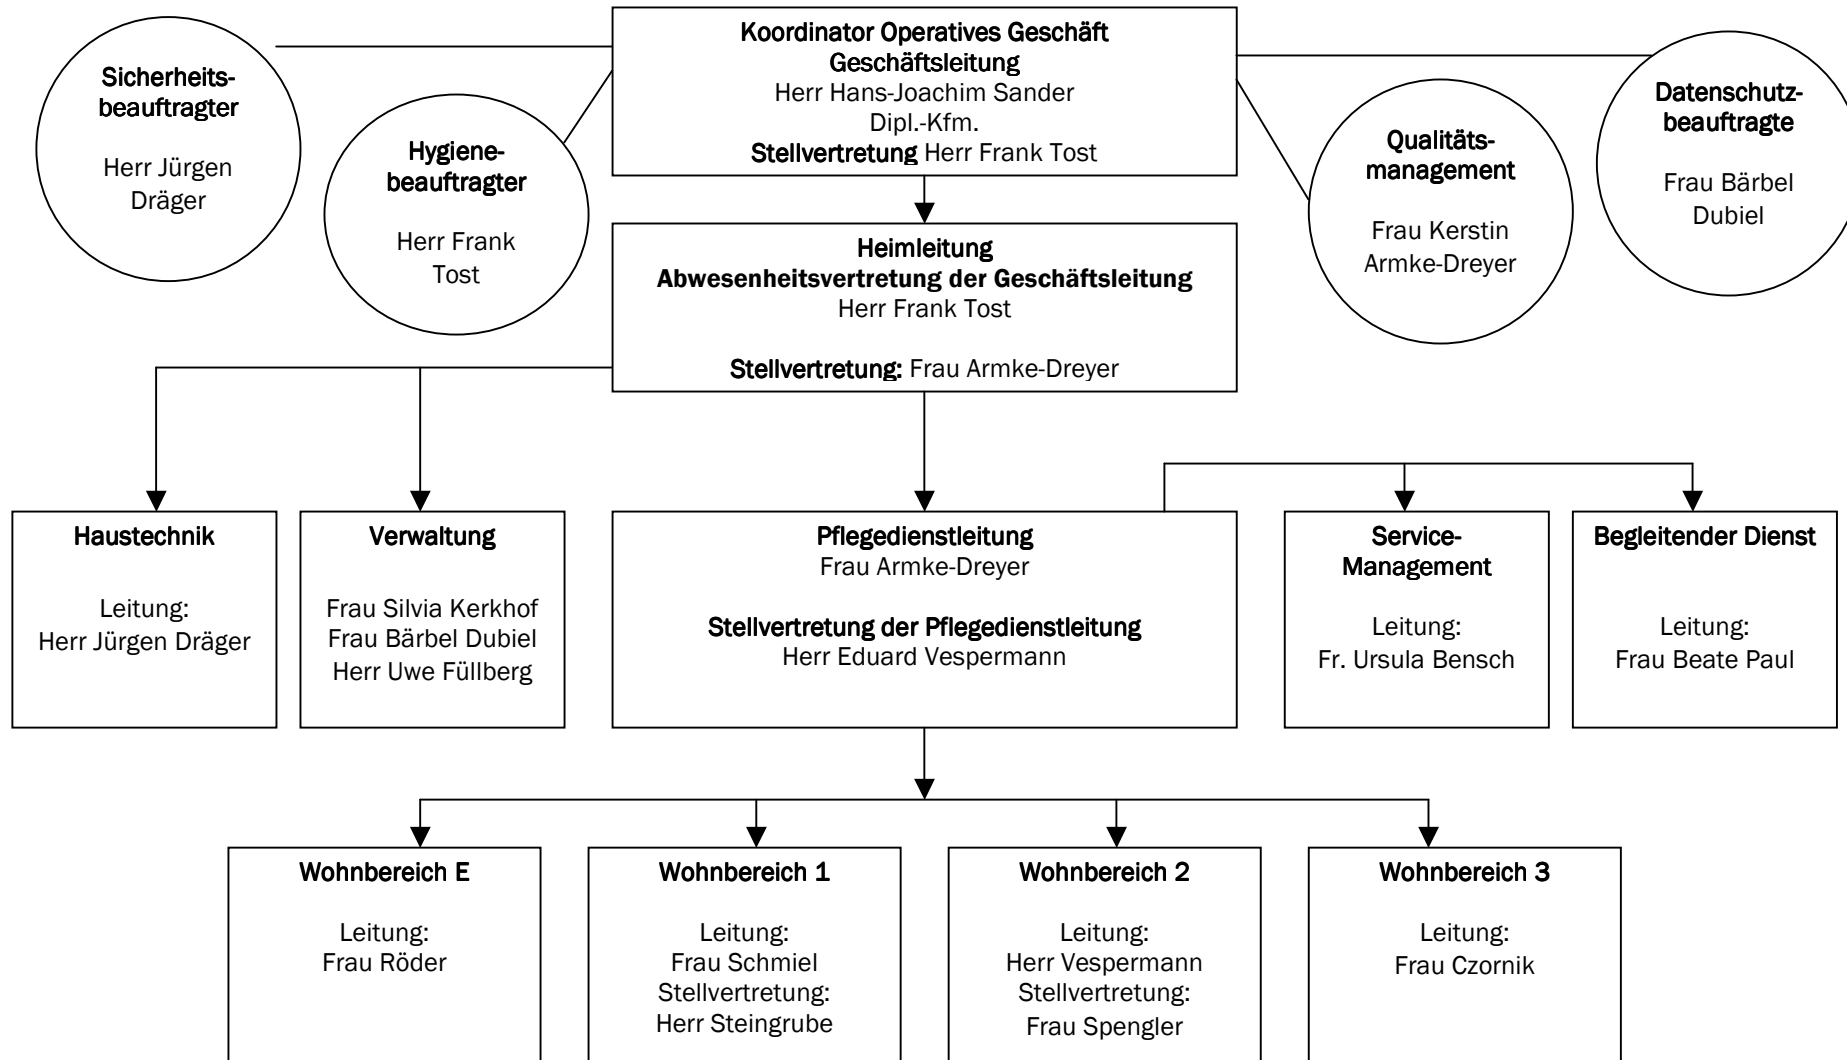 Koordinator Operatives Geschäft
Geschäftsleitung
Herr Hans-Joachim Sander
Dipl.-Kfm.
Stellvertretung Herr Frank Tost
Sicherheits-
beauftragter
Herr Jürgen
Dräger
Hygiene-
beauftragter
Herr Frank
Tost
Qualitäts-
management
Frau Kerstin
Armke-Dreyer
Datenschutz-
beauftragte
Frau Bärbel
Dubiel
Heimleitung
Abwesenheitsvertretung der Geschäftsleitung
Herr Frank Tost
Stellvertretung: Frau Armke-Dreyer
Haustechnik
Leitung:
Herr Jürgen Dräger
Verwaltung
Frau Silvia Kerkhof
Frau Bärbel Dubiel
Herr Uwe Füllberg
Pflegedienstleitung
Frau Armke-Dreyer
Stellvertretung der Pflegedienstleitung
Herr Eduard Vespermann
Service-
Management
Leitung:
Fr. Ursula Bensch
Begleitender Dienst
Leitung:
Frau Beate Paul
Wohnbereich E
Leitung:
Frau Röder
Wohnbereich 1
Leitung:
Frau Schmiel
Stellvertretung:
Herr Steingrube
Wohnbereich 2
Leitung:
Herr Vespermann
Stellvertretung:
Frau Spengler
Wohnbereich 3
Leitung:
Frau Czornik